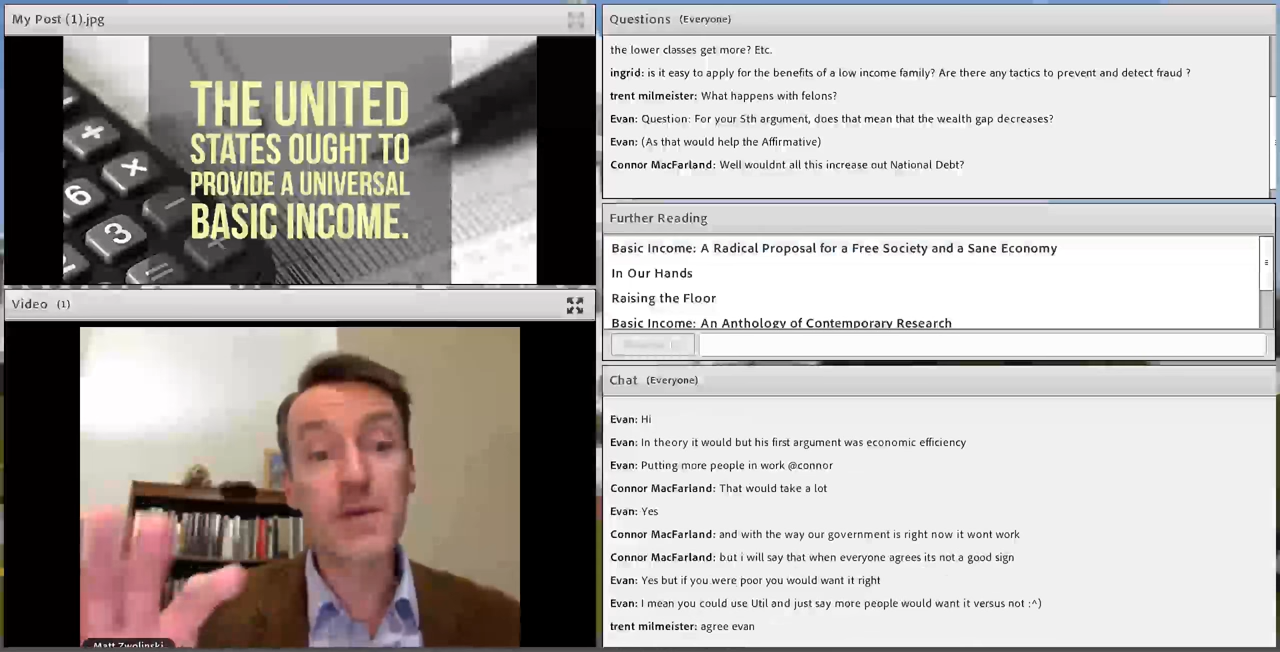 My Post (1).jpg
THE UNITED
STATES OUGHT TO
PROVIDE A UNIVERSAL
BASIC INCOME.
+
×
6
3
Video (1)
Matt Zwolinski
Questions (Everyone)
the lower classes get more? Etc.
ingrid: is it easy to apply for the benefits of a low income family? Are there any tactics to prevent and detect fraud ?
trent milmeister: What happens with felons?
Evan: Question: For your 5th argument, does that mean that the wealth gap decreases?
Evan: (As that would help the Affirmative)
Connor MacFarland: Well wouldnt all this increase out National Debt?
Further Reading
Basic Income: A Radical Proposal for a Free Society and a Sane Economy
In Our Hands
Raising the Floor
Basic Income: An Anthology of Contemporary Research
Chat (Everyone)
Evan: Hi
Evan: In theory it would but his first argument was economic efficiency
Evan: Putting more people in work @connor
Connor MacFarland: That would take a lot
Evan: Yes
Connor MacFarland: and with the way our government is right now it wont work
Connor MacFarland: but i will say that when everyone agrees its not a good sign
Evan: Yes but if you were poor you would want it right
Evan: I mean you could use Util and just say more people would want it versus not :^)
trent milmeister: agree evan